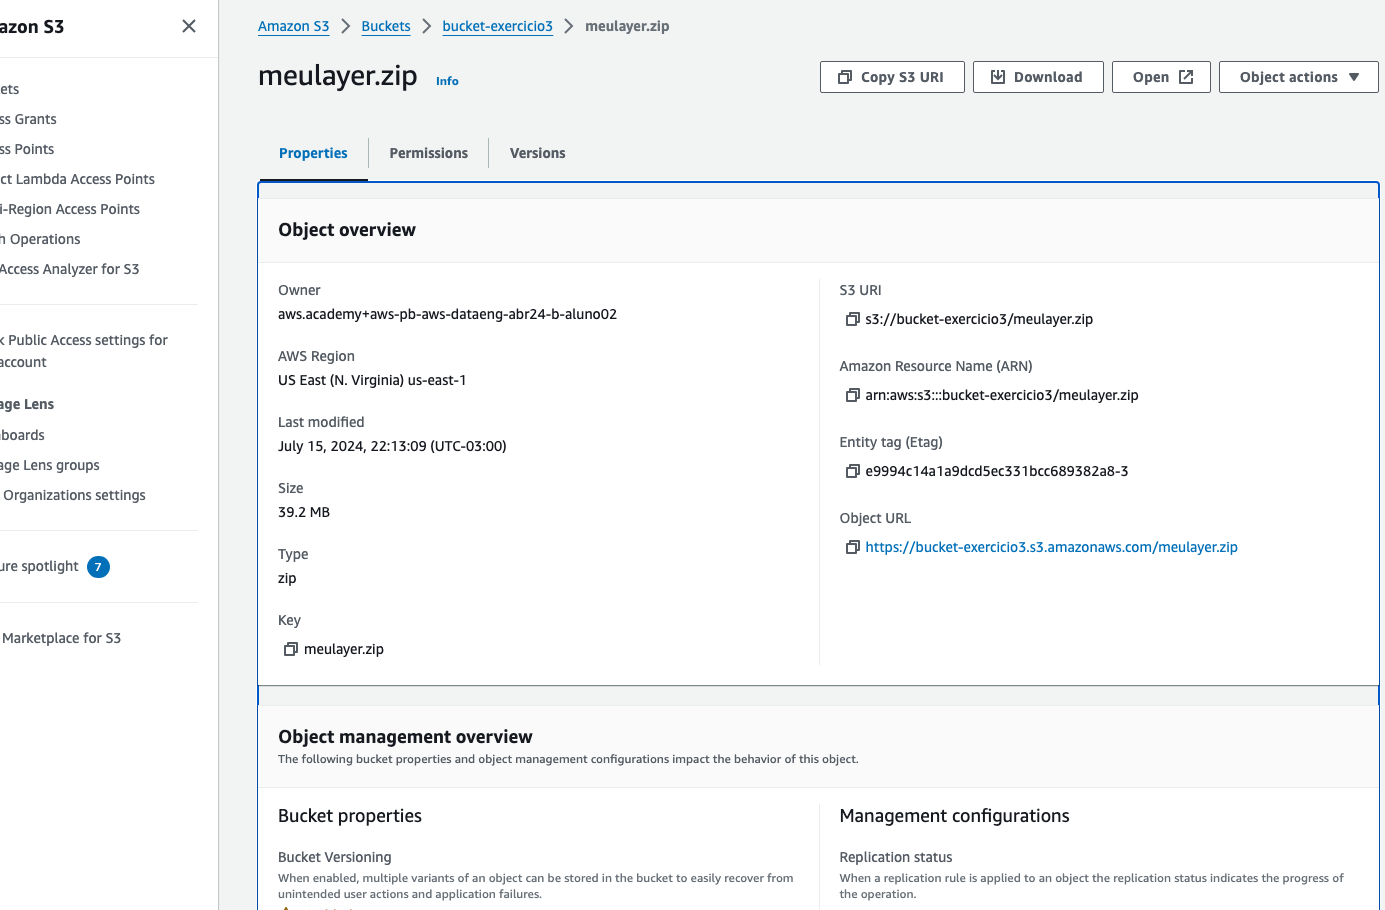 azon S3
ets
ss Grants
ss Points
ct Lambda Access Points
i-Region Access Points
h Operations
Access Analyzer for S3
k Public Access settings for
account
age Lens
boards
age Lens groups
Organizations settings
ure spotlight 7
Marketplace for S3
Amazon S3 > Buckets > bucket-exercicio3 > meulayer.zip
meulayer.zip Info
Copy S3 URI Download Open Object actions
Properties Permissions Versions
Object overview
Owner
aws.academy+aws-pb-aws-dataeng-abr24-b-aluno02
AWS Region
US East (N. Virginia) us-east-1
Last modified
July 15, 2024, 22:13:09 (UTC-03:00)
Size
39.2 MB
Type
zip
Key
meulayer.zip
S3 URI
s3://bucket-exercicio3/meulayer.zip
Amazon Resource Name (ARN)
arn:aws:s3:::bucket-exercicio3/meulayer.zip
Entity tag (Etag)
e9994c14a1a9dcd5ec331bcc689382a8-3
Object URL
https://bucket-exercicio3.s3.amazonaws.com/meulayer.zip
Object management overview
The following bucket properties and object management configurations impact the behavior of this object.
Bucket properties
Bucket Versioning
When enabled, multiple variants of an object can be stored in the bucket to easily recover from
unintended user actions and application failures.
Management configurations
Replication status
When a replication rule is applied to an object the replication status indicates the progress of
the operation.